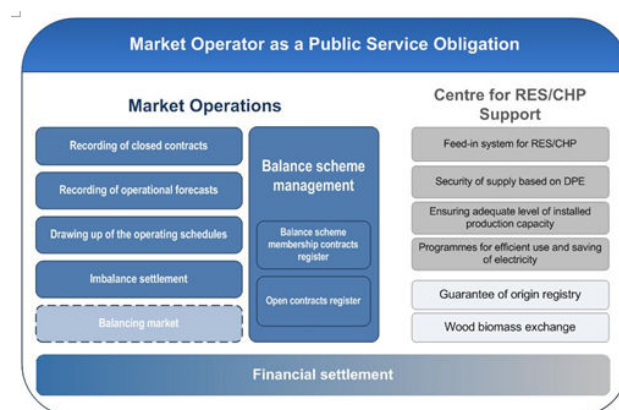 Market Operator as a Public Service Obligation
Market Operations
Recording of closed contracts
Recording of operational forecasts
Drawing up of the operating schedules
Imbalance settlement
Balancing market
Balance scheme
management
Balance scheme
membership contracts
register
Open contracts register
Centre for RES/CHP
Support
Feed-in system for RES/CHP
Security of supply based on DPE
Ensuring adequate level of installed
production capacity
Programmes for efficient use and saving
of electricity
Guarantee of origin registry
Wood biomass exchange
Financial settlement